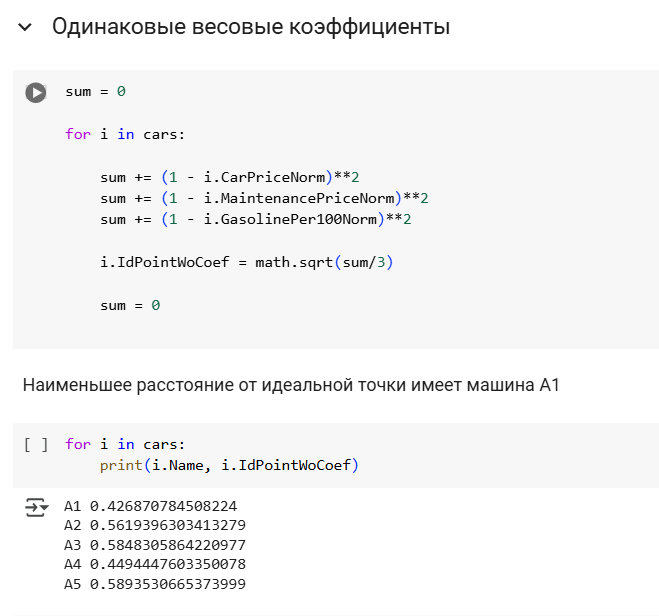 Одинаковые весовые коэффициенты
sum = 0
for i in cars:
sum += (1 - i.CarPriceNorm)**2
sum += (1 - i.MaintenancePriceNorm)**2
sum += (1 - i.GasolinePer100Norm)**2
i.IdPointWoCoef = math.sqrt(sum/3)
sum = 0
Наименьшее расстояние от идеальной точки имеет машина A1
[ ] for i in cars:
print(i.Name, i.IdPointWoCoef)
A1 0.426870784508224
A2 0.5619396303413279
A3 0.5848305864220977
A4 0.4494447603350078
A5 0.5893530665373999